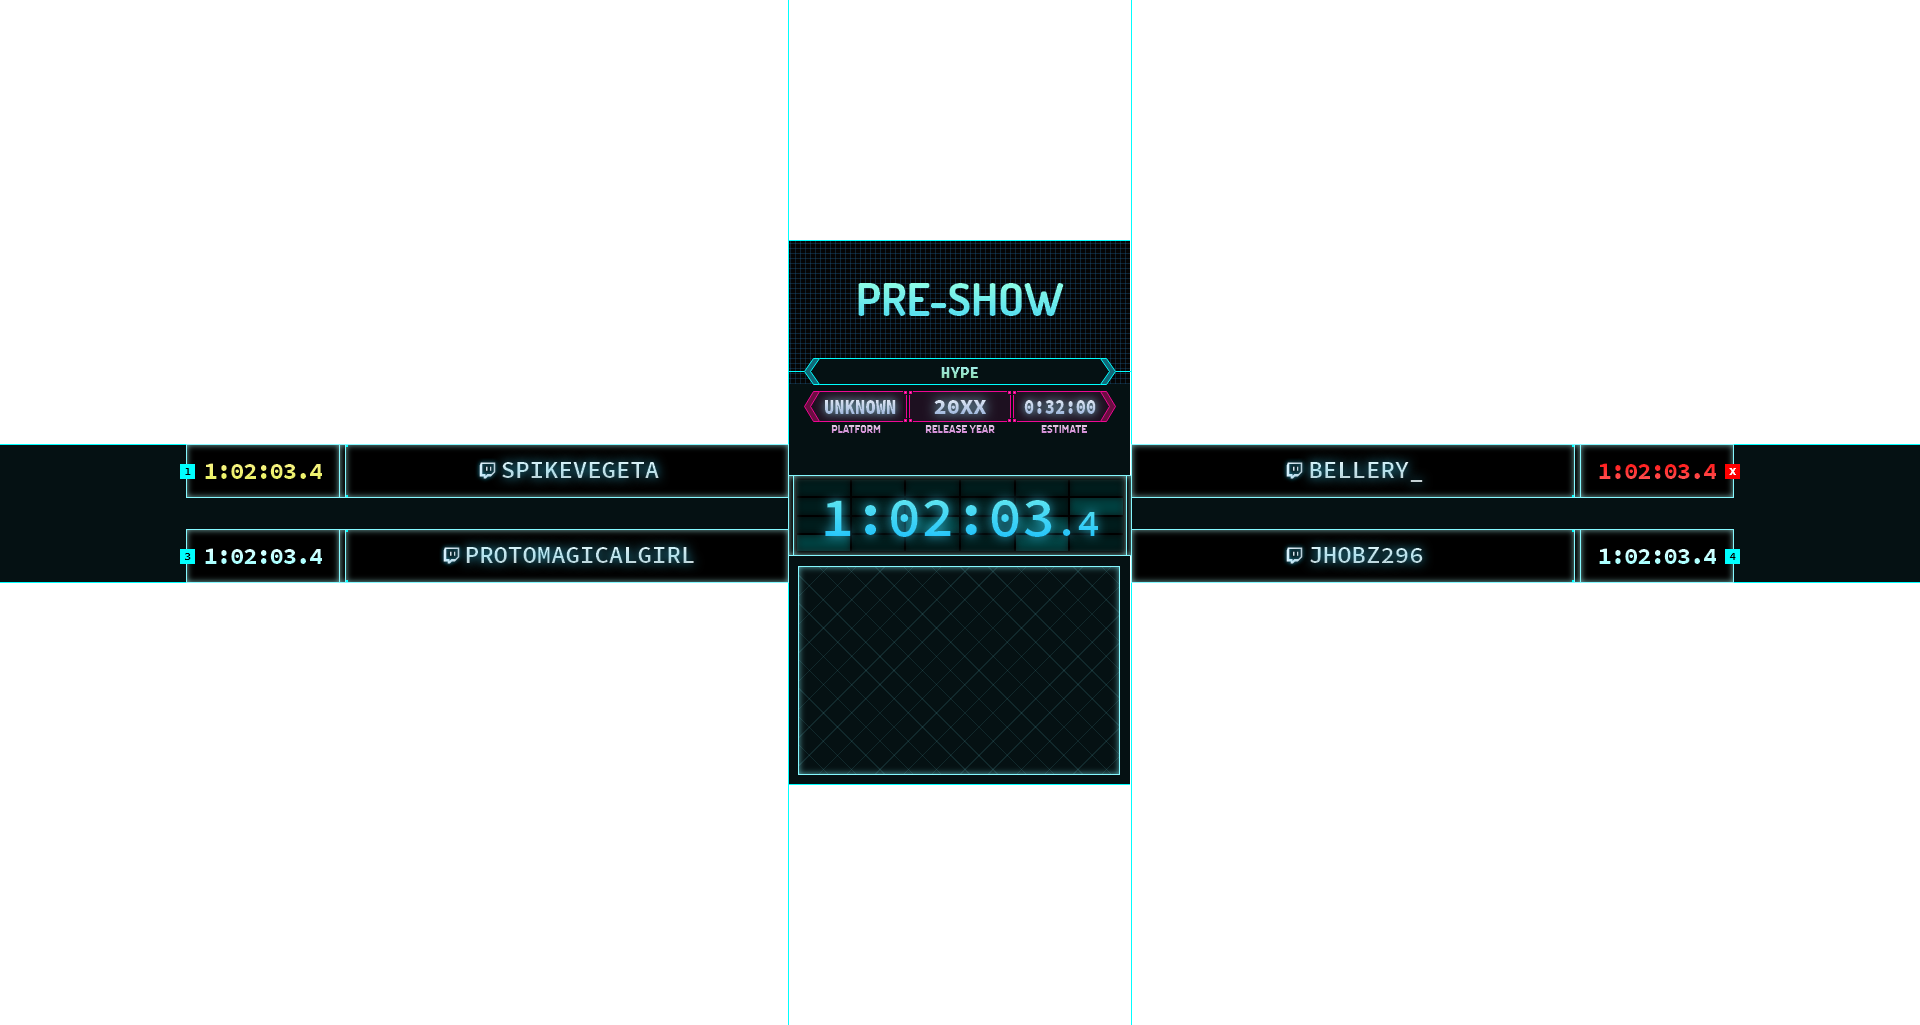 PRE-SHOW
HYPE
UNKNOWN 20XX 0:32:00
PLATFORM RELEASE YEAR ESTIMATE
1 1:02:03.4 SPIKEVEGETA
BELLERY_ 1:02:03.4 X
1:02:03.4
3 1:02:03.4 PROTOMAGICALGIRL
JHOBZ296 1:02:03.4 4